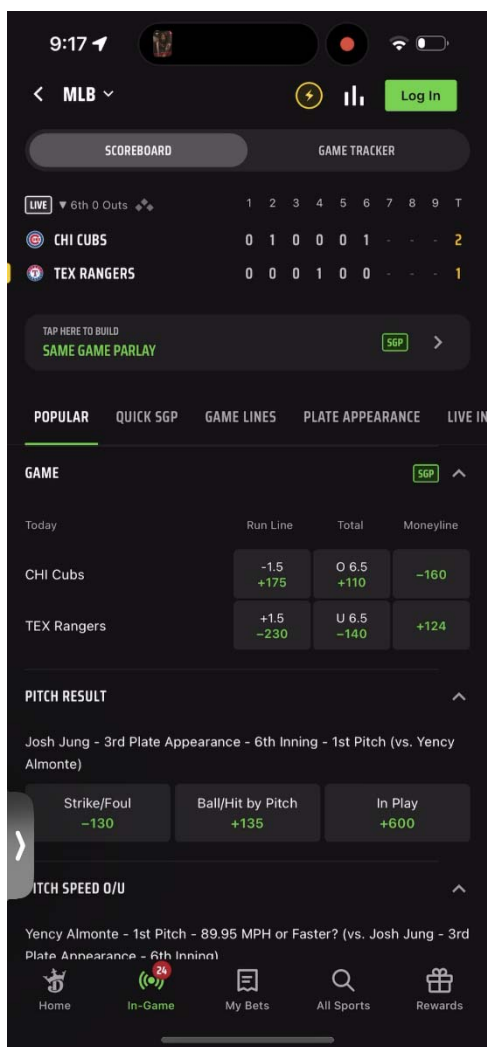 9:17
MLB
Log In
SCOREBOARD GAME TRACKER
LIVE ▼ 6th 0 Outs 1 2 3 4 5 6 7 8 9 T
CHI CUBS 0 1 0 0 0 1 - - - 2
TEX RANGERS 0 0 0 1 0 0 - - - 1
TAP HERE TO BUILD
SAME GAME PARLAY SGP
POPULAR QUICK SGP GAME LINES PLATE APPEARANCE LIVE IN
GAME SGP
Today Run Line Total Moneyline
CHI Cubs -1.5 +175 O 6.5 +110 −160
TEX Rangers +1.5 −230 U 6.5 −140 +124
PITCH RESULT
Josh Jung - 3rd Plate Appearance - 6th Inning - 1st Pitch (vs. Yency
Almonte)
Strike/Foul Ball/Hit by Pitch In Play
−130 +135 +600
PITCH SPEED O/U
Yency Almonte - 1st Pitch - 89.95 MPH or Faster? (vs. Josh Jung - 3rd
Plate Appearance - 6th Inning)
24
Home In-Game My Bets All Sports Rewards